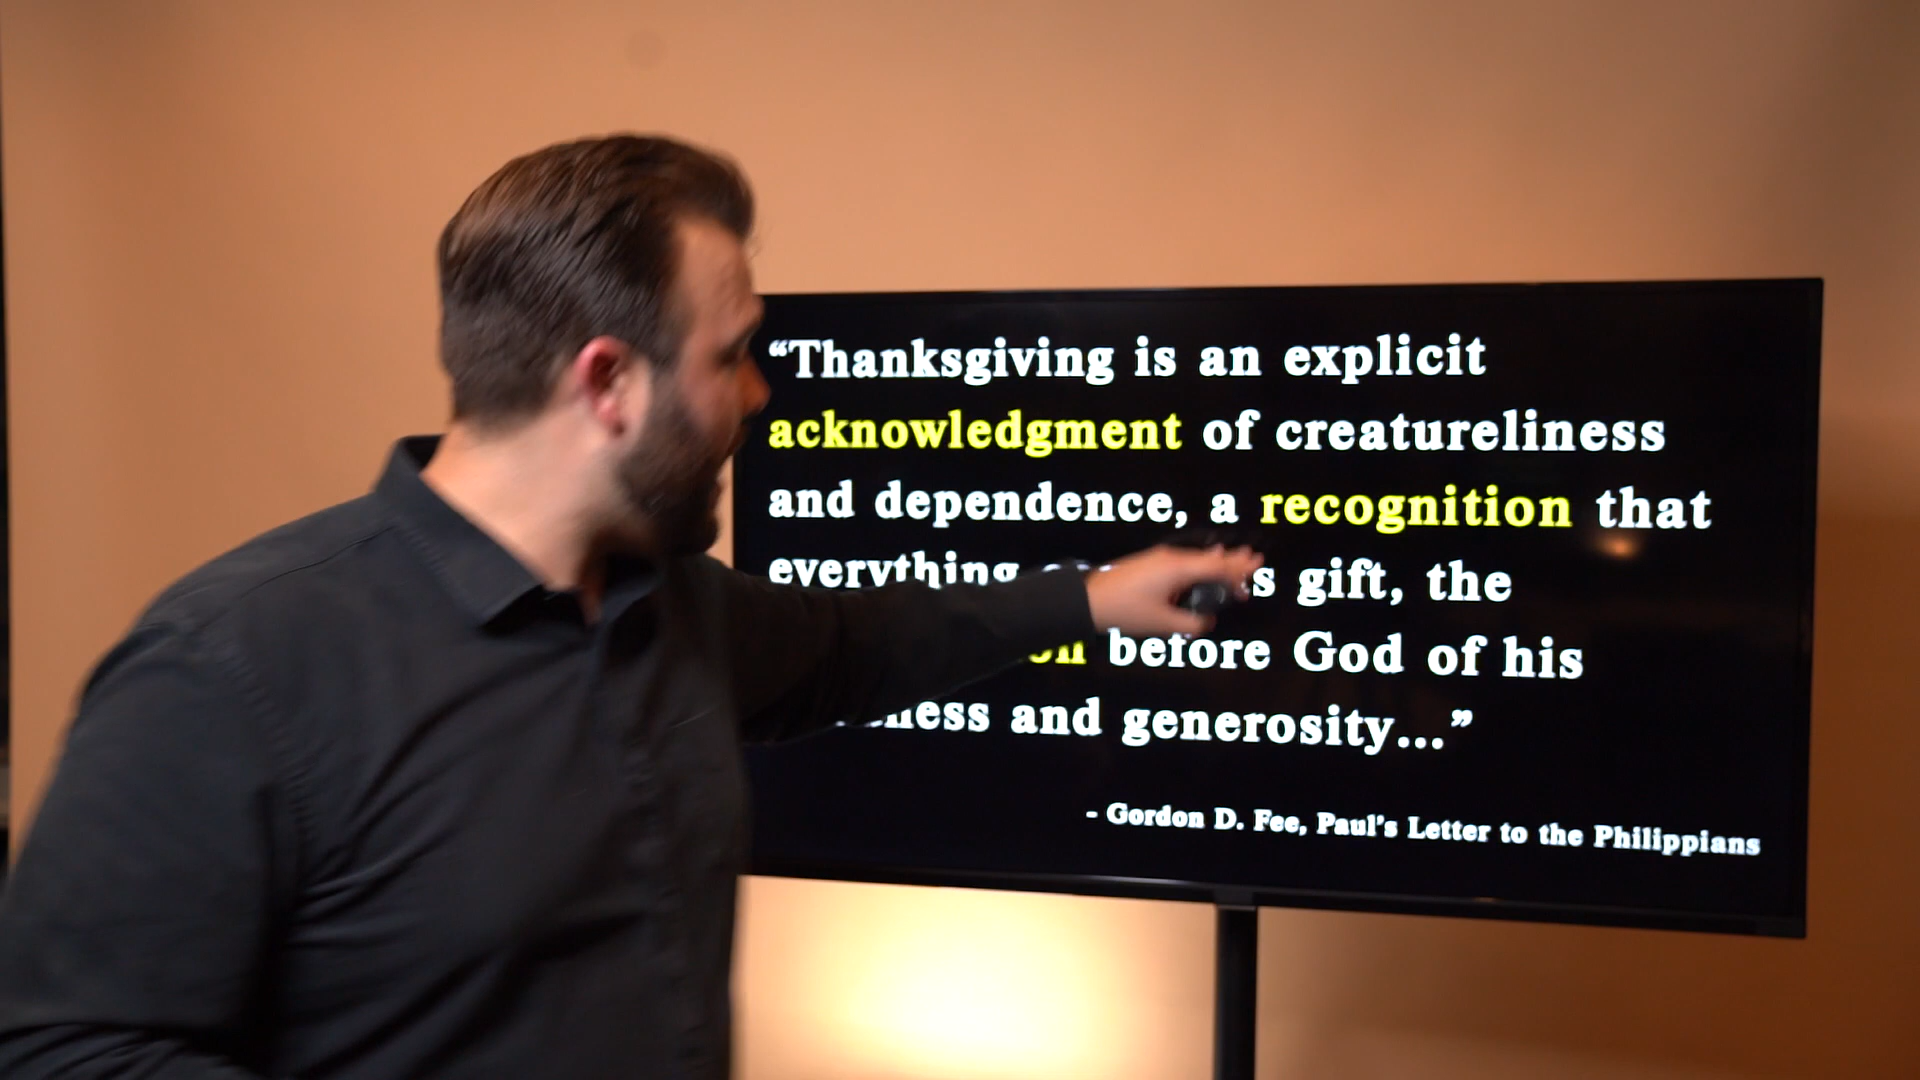 “Thanksgiving is an explicit
acknowledgment of creatureliness
and dependence, a recognition that
everything gift, the
before God of his
and generosity...”
- Gordon D. Fee, Paul's Letter to the Philippians